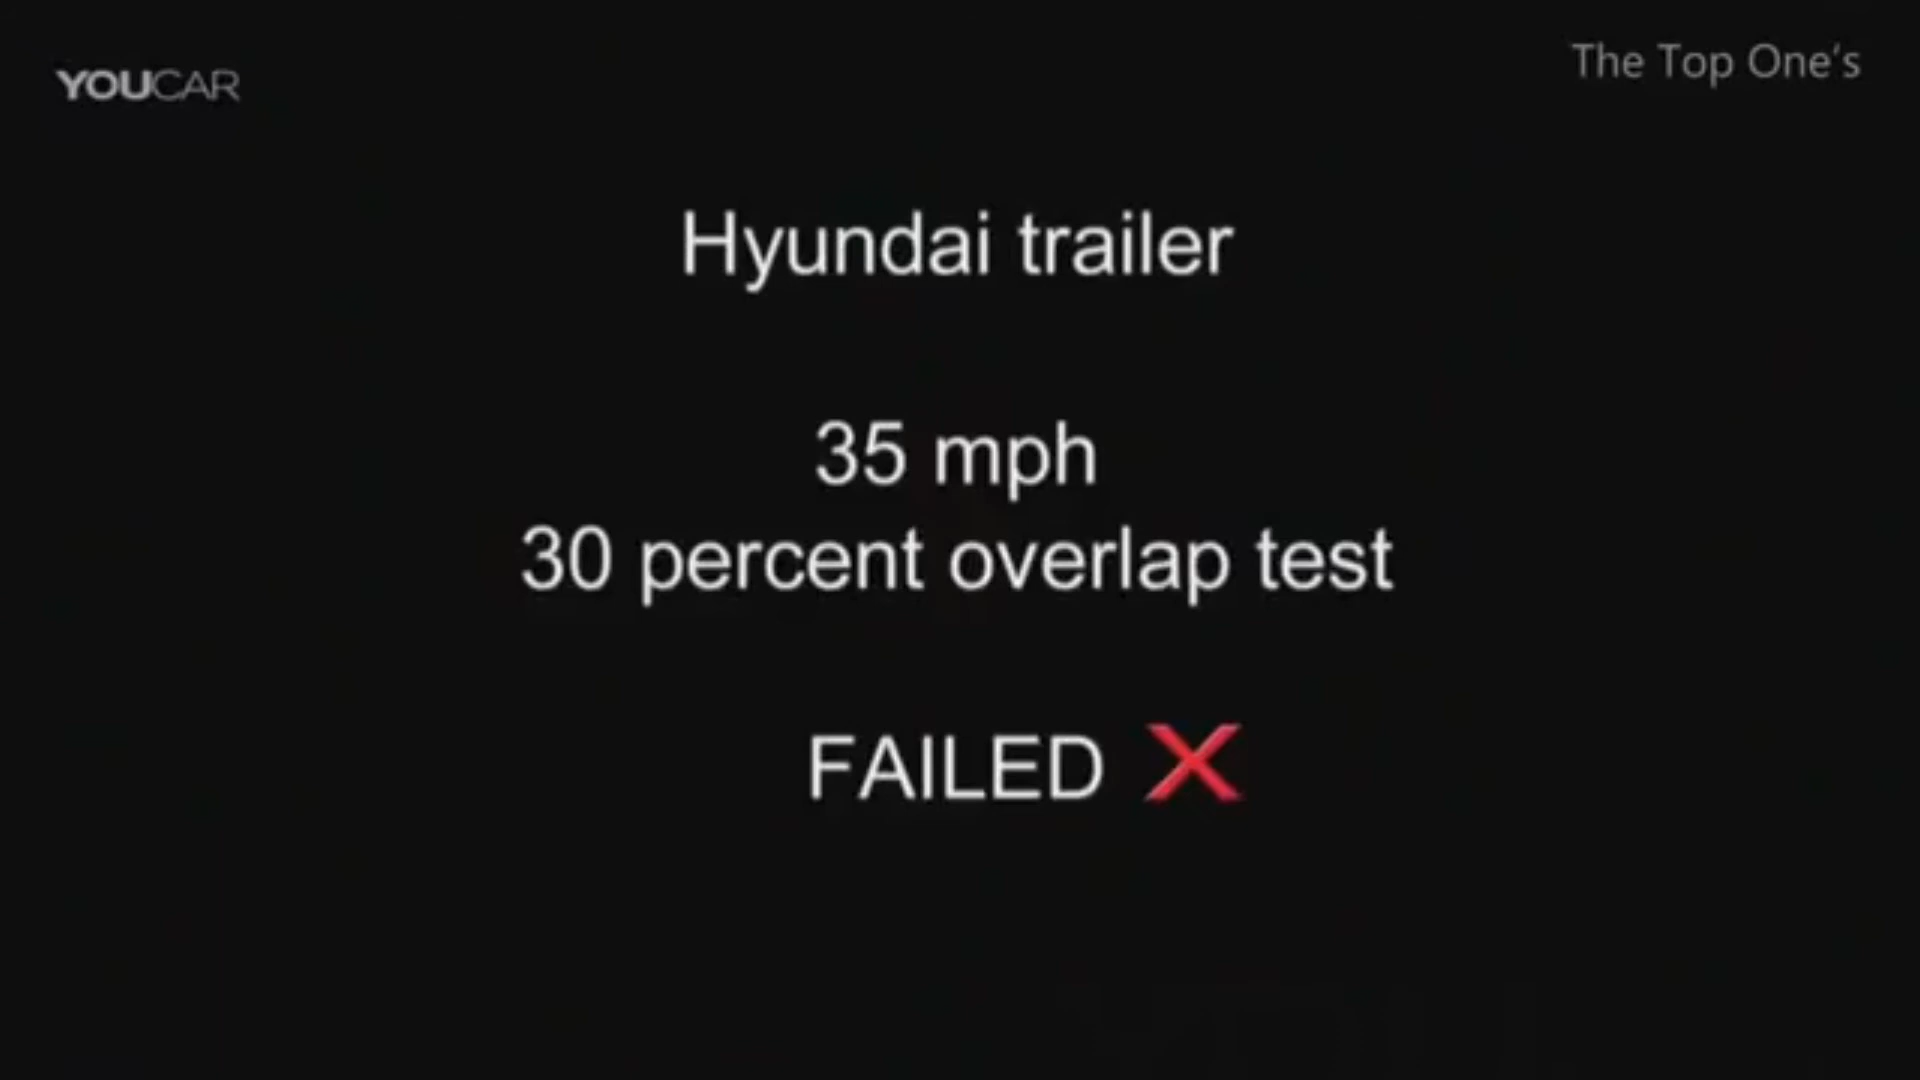 YOUCAR
The Top One's
Hyundai trailer
35 mph
30 percent overlap test
FAILED ❌